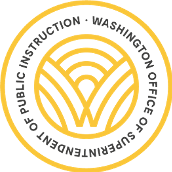 WASHINGTON OFFICE OF SUPERINTENDENT OF PUBLIC INSTRUCTION ·